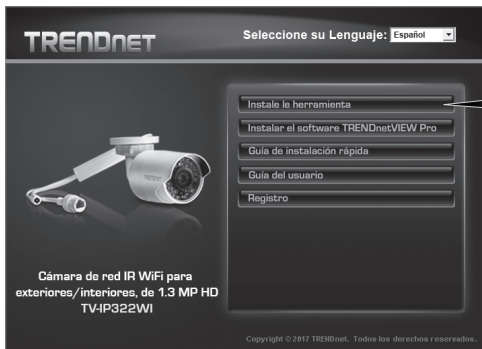 TRENDnet
Seleccione su Lenguaje: Español
Instale le herramienta
Instalar el software TRENDnetVIEW Pro
Guía de instalación rápida
Guía del usuario
Registro
Cámara de red IR WiFi para
exteriores/interiores, de 1.3 MP HD
TV-IP322WI
Copyright © 2017 TRENDnet. Todos los derechos reservados.